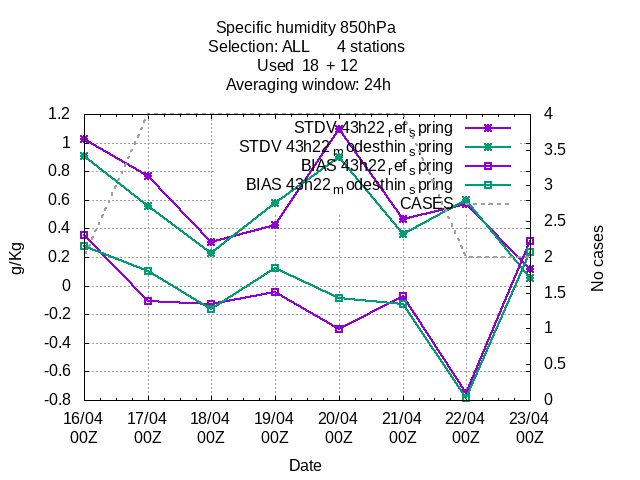 Specific humidity 850hPa
Selection: ALL 4 stations
Used 18 + 12
Averaging window: 24h
1.2
1
0.8
0.6
0.4
0.2
0
-0.2
-0.4
-0.6
-0.8
g/Kg
STDV 43h22refspring
STDV 43h22modesthinspring
BIAS 43h22refspring
BIAS 43h22modesthinspring
CASES
4
3.5
3
2.5
2
1.5
1
0.5
0
No cases
16/04 17/04 18/04 19/04 20/04 21/04 22/04 23/04
00Z 00Z 00Z 00Z 00Z 00Z 00Z 00Z
Date